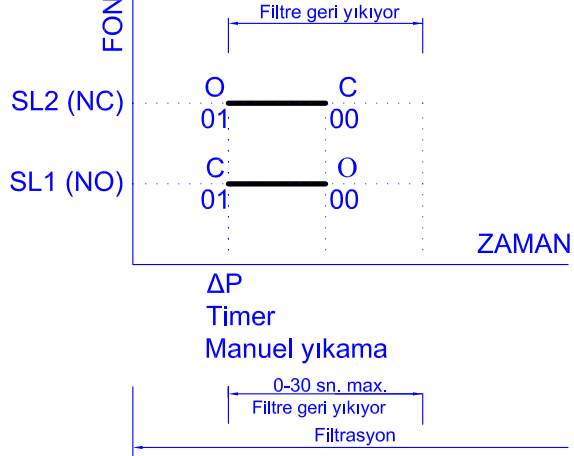 Filtre geri yıkıyor
FON
SL2 (NC)
O
C
01
00
SL1 (NO)
C
O
01
00
ZAMAN
ΔP
Timer
Manuel yıkama
0-30 sn. max.
Filtre geri yıkıyor
Filtrasyon